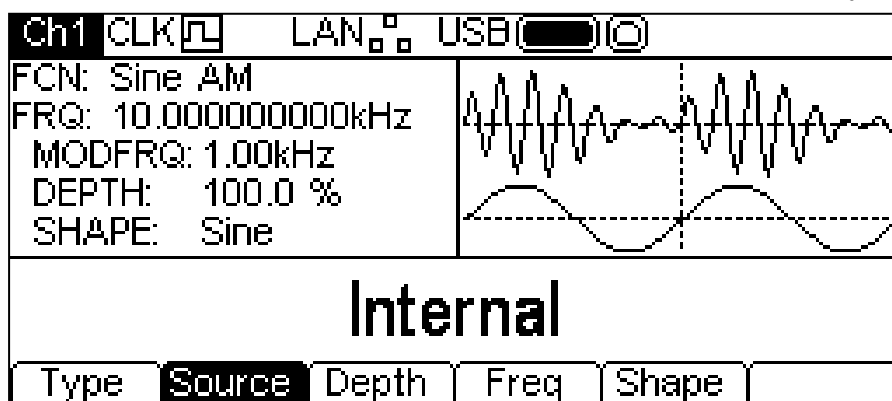 Ch1 CLK LAN USB
FCN: Sine AM
FRQ: 10.000000000kHz
MODFRQ: 1.00kHz
DEPTH: 100.0 %
SHAPE: Sine
Internal
Type Source Depth Freq Shape